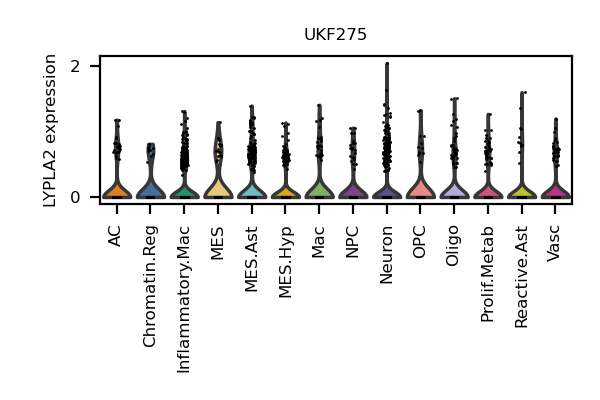 UKF275
LYPLA2 expression
2
0
AC
Chromatin.Reg
Inflammatory.Mac
MES
MES.Ast
MES.Hyp
Mac
NPC
Neuron
OPC
Oligo
Prolif.Metab
Reactive.Ast
Vasc